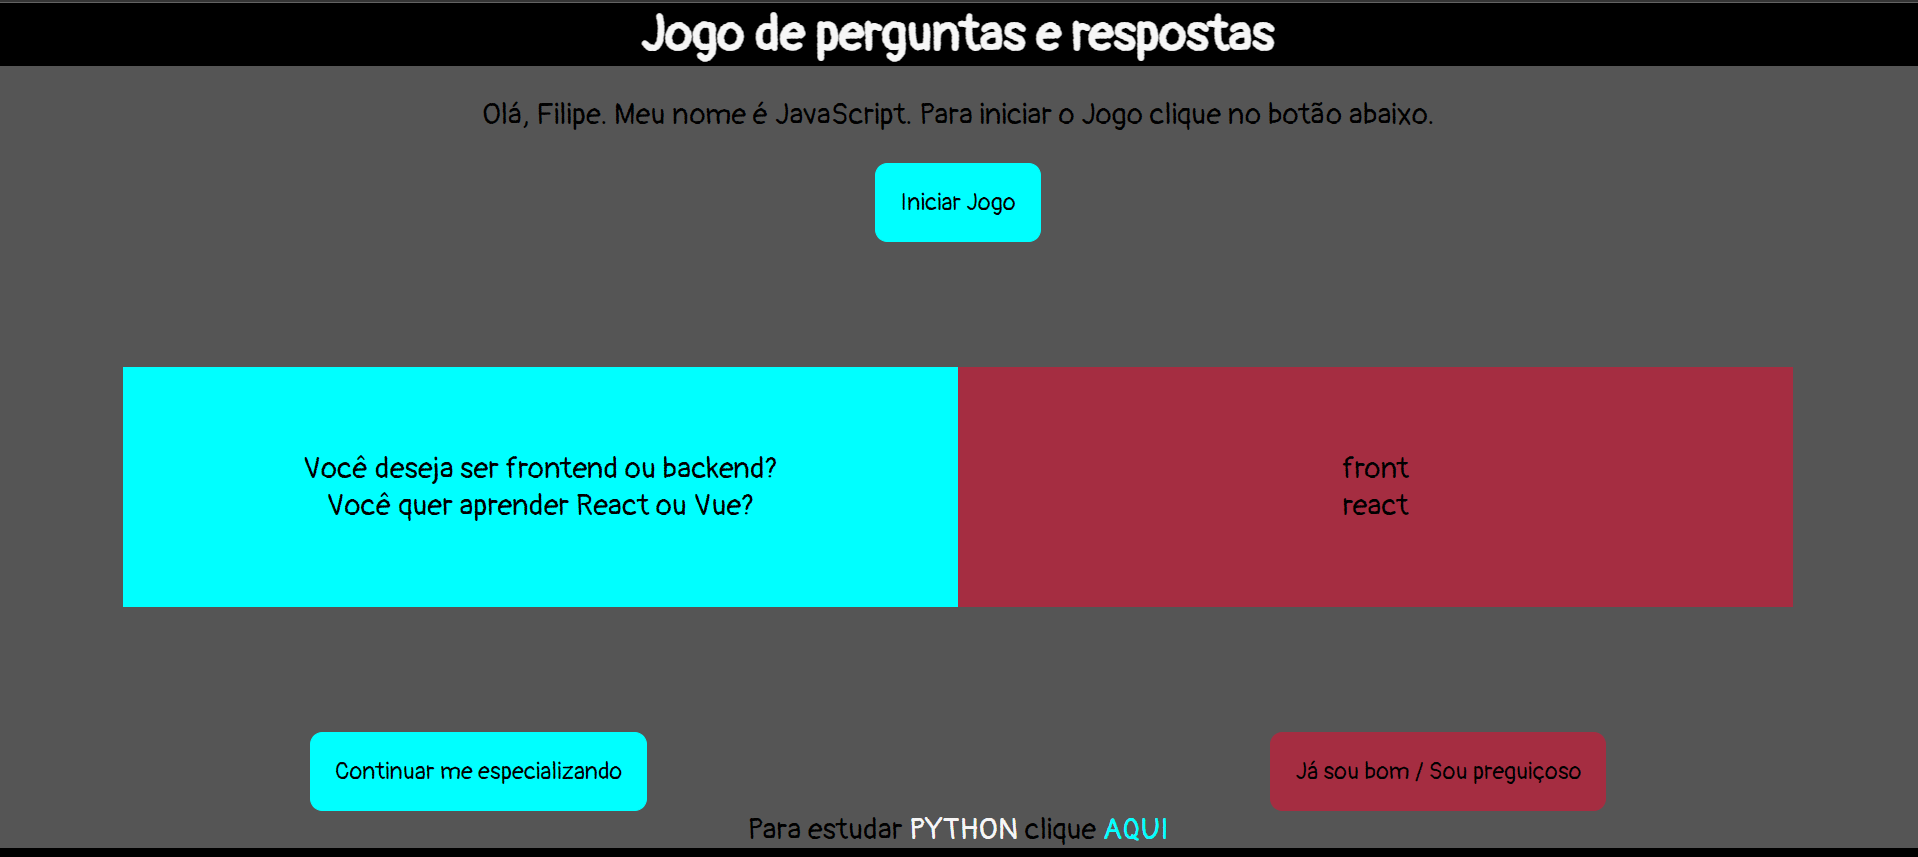 Jogo de perguntas e respostas
Olá, Filipe. Meu nome é JavaScript. Para iniciar o Jogo clique no botão abaixo.
Iniciar Jogo
Você deseja ser frontend ou backend?
Você quer aprender React ou Vue?
front
react
Continuar me especializando
Já sou bom / Sou preguiçoso
Para estudar PYTHON clique AQUI